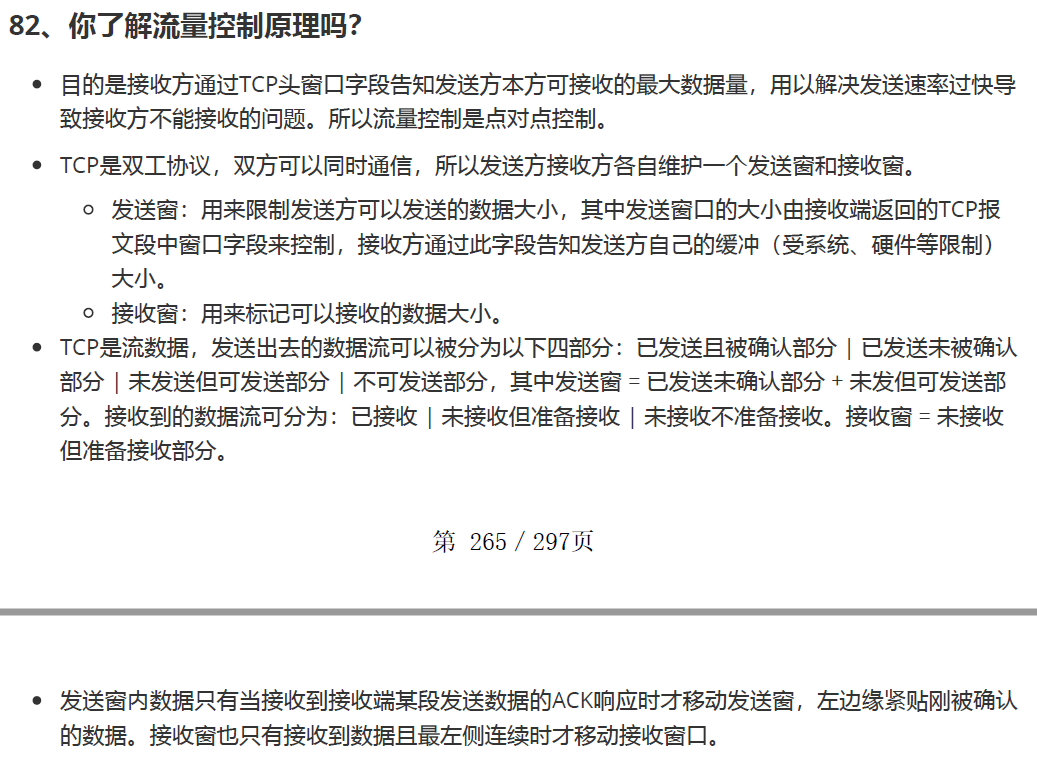 82、你了解流量控制原理吗？
目的是接收方通过TCP头窗口字段告知发送方本方可接收的最大数据量，用以解决发送速率过快导
致接收方不能接收的问题。所以流量控制是点对点控制。
TCP是双工协议，双方可以同时通信，所以发送方接收方各自维护一个发送窗和接收窗。
发送窗：用来限制发送方可以发送的数据大小，其中发送窗口的大小由接收端返回的TCP报
文段中窗口字段来控制，接收方通过此字段告知发送方自己的缓冲（受系统、硬件等限制）
大小。
接收窗：用来标记可以接收的数据大小。
TCP是流数据，发送出去的数据流可以被分为以下四部分：已发送且被确认部分 | 已发送未被确认
部分 | 未发送但可发送部分 | 不可发送部分，其中发送窗 = 已发送未确认部分 + 未发但可发送部
分。接收到的数据流可分为：已接收 | 未接收但准备接收 | 未接收不准备接收。接收窗 = 未接收
但准备接收部分。
第 265 / 297页
发送窗内数据只有当接收到接收端某段发送数据的ACK响应时才移动发送窗，左边缘紧贴刚被确认
的数据。接收窗也只有接收到数据且最左侧连续时才移动接收窗口。